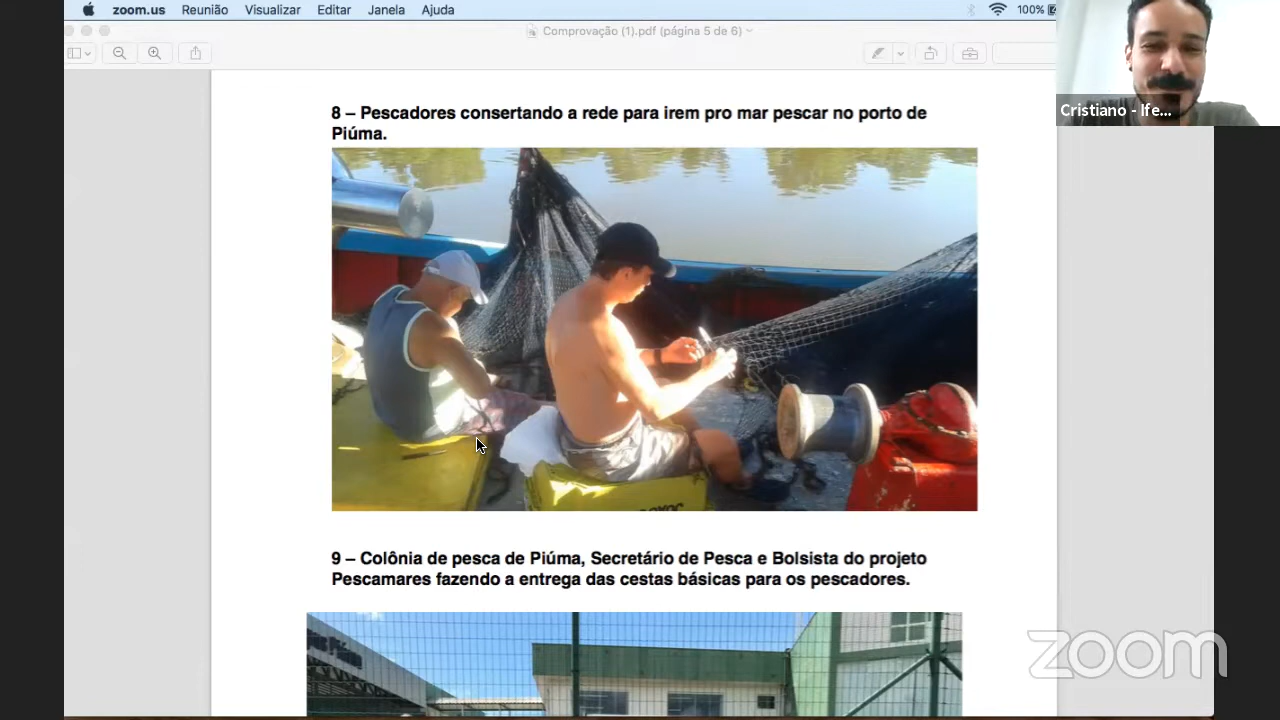 zoom.us Reunião Visualizar Editar Janela Ajuda 100%
Comprovação (1).pdf (página 5 de 6)
Cristiano - Ife...
8 – Pescadores consertando a rede para irem pro mar pescar no porto de
Piúma.
9 – Colônia de pesca de Piúma, Secretário de Pesca e Bolsista do projeto
Pescamares fazendo a entrega das cestas básicas para os pescadores.
zoom